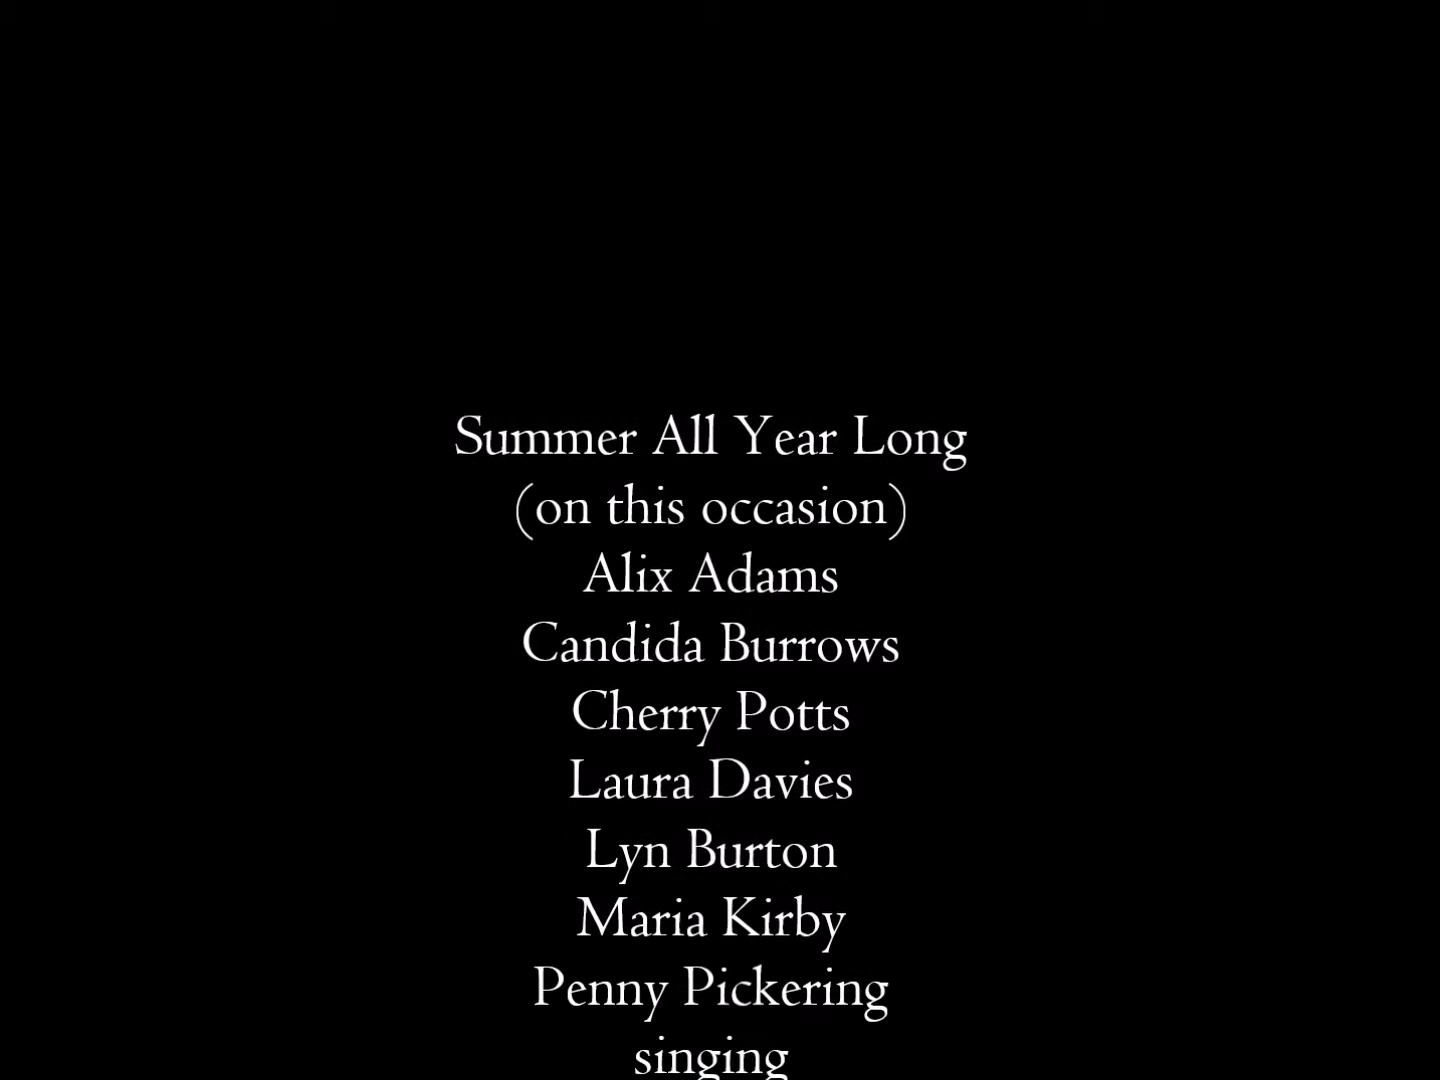 Summer All Year Long
(on this occasion)
Alix Adams
Candida Burrows
Cherry Potts
Laura Davies
Lyn Burton
Maria Kirby
Penny Pickering
singing